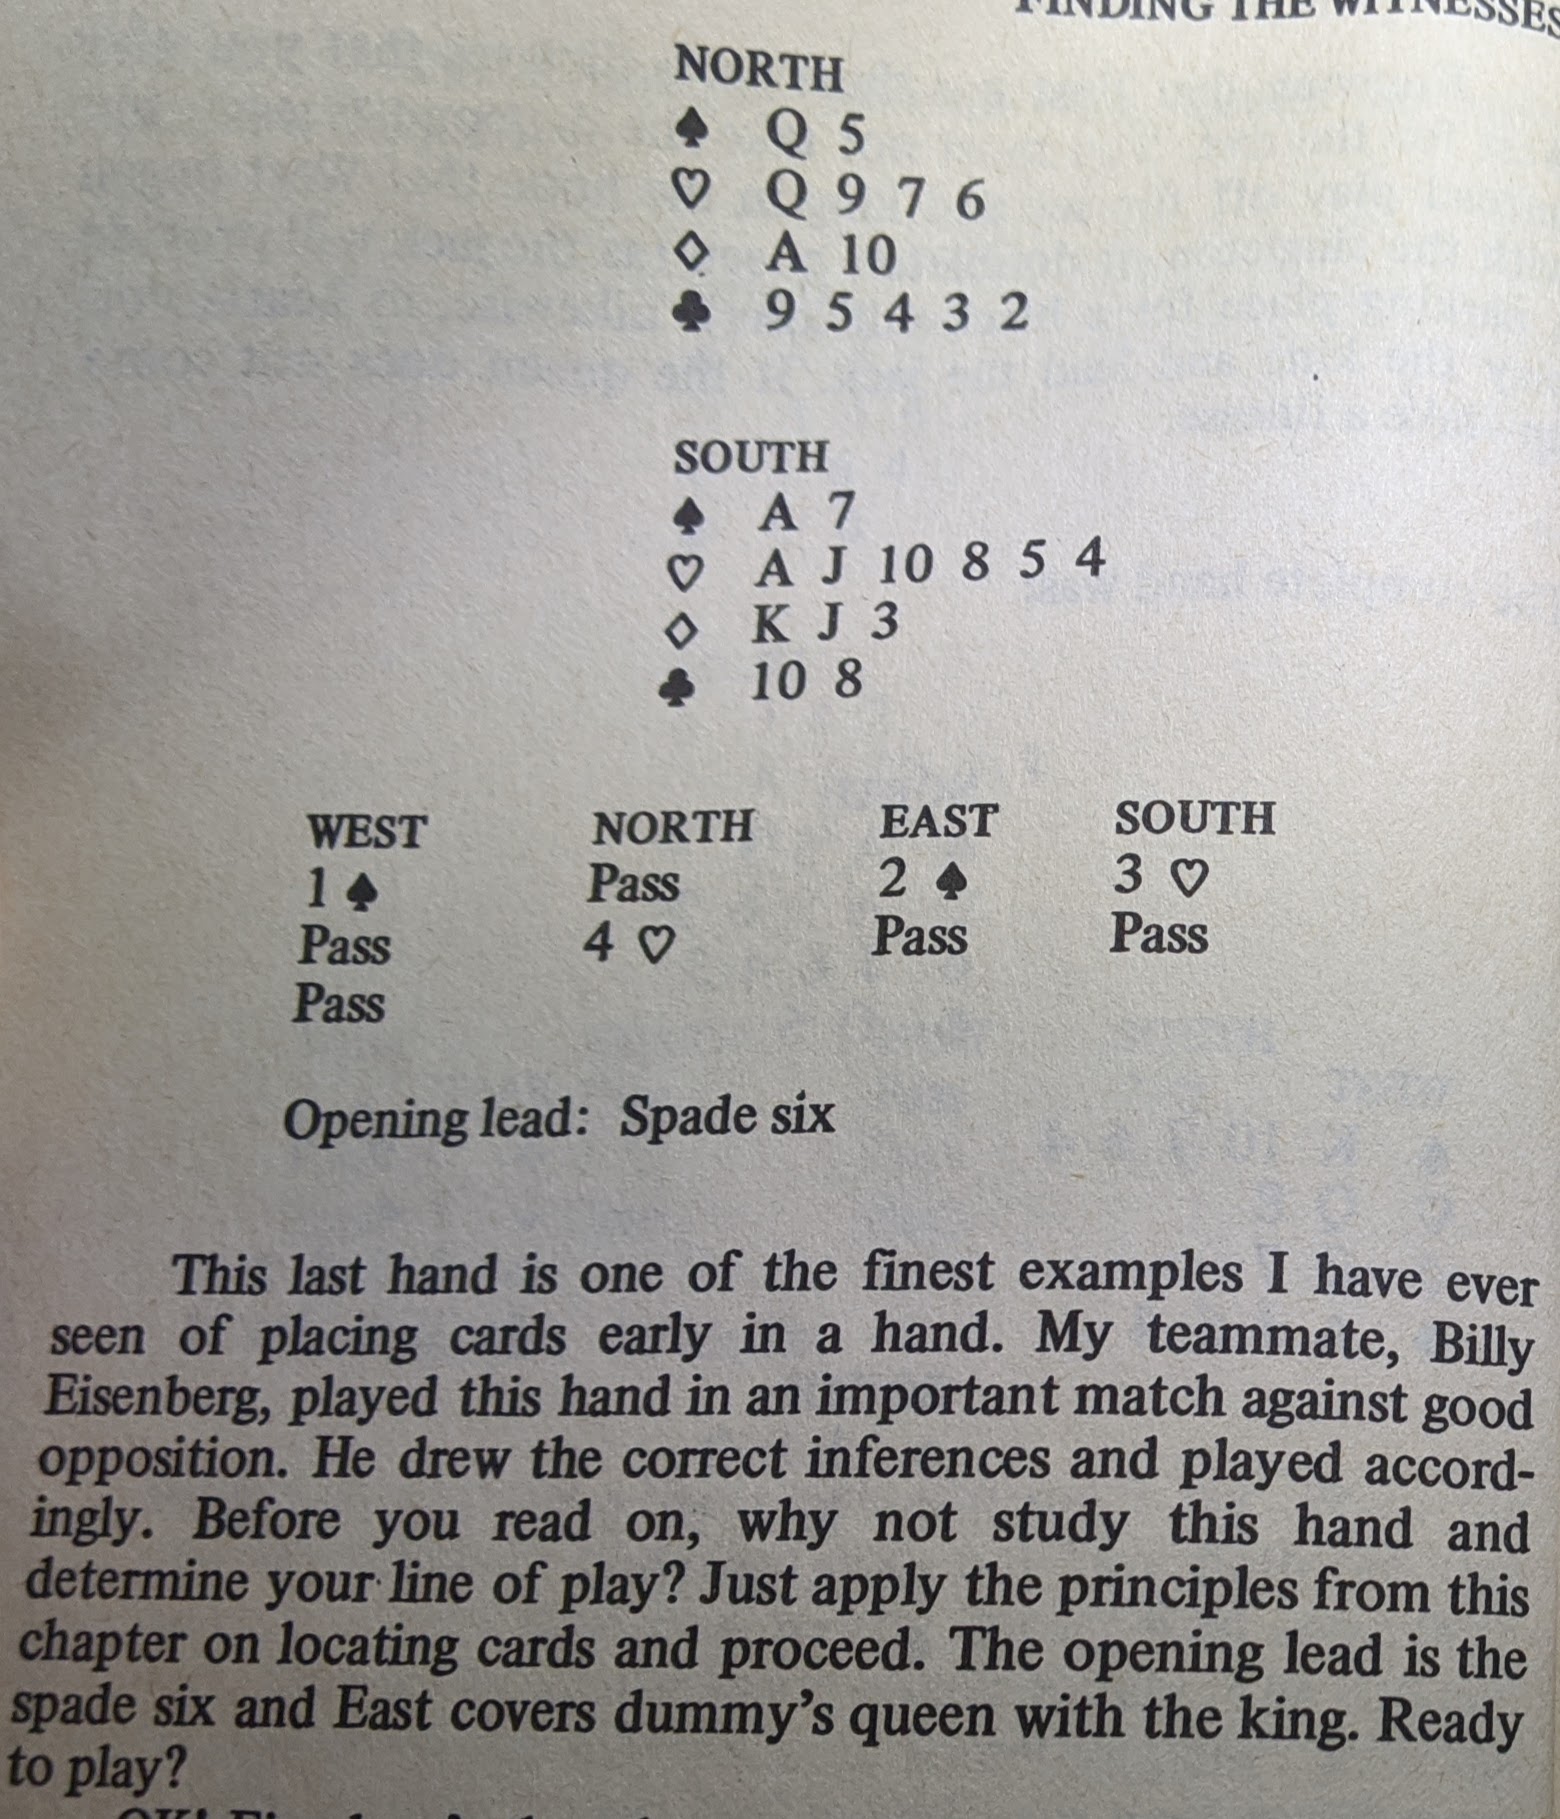 FINDING THE WITNESSES
NORTH
♠ Q 5
♡ Q 9 7 6
♢ A 10
♣ 9 5 4 3 2
SOUTH
♠ A 7
♡ A J 10 8 5 4
♢ K J 3
♣ 10 8
WEST NORTH EAST SOUTH
1 ♠ Pass 2 ♠ 3 ♡
Pass 4 ♡ Pass Pass
Pass
Opening lead: Spade six
This last hand is one of the finest examples I have ever
seen of placing cards early in a hand. My teammate, Billy
Eisenberg, played this hand in an important match against good
opposition. He drew the correct inferences and played accord-
ingly. Before you read on, why not study this hand and
determine your line of play? Just apply the principles from this
chapter on locating cards and proceed. The opening lead is the
spade six and East covers dummy's queen with the king. Ready
to play?